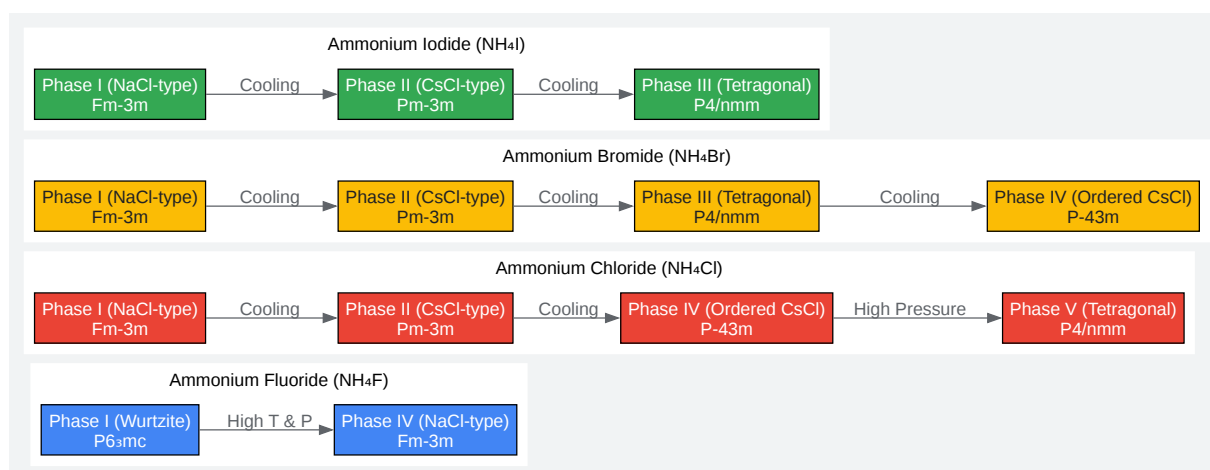 Ammonium Iodide (NH₄I)
Phase I (NaCl-type)
Fm-3m
Cooling
Phase II (CsCl-type)
Pm-3m
Cooling
Phase III (Tetragonal)
P4/nmm
Ammonium Bromide (NH₄Br)
Phase I (NaCl-type)
Fm-3m
Cooling
Phase II (CsCl-type)
Pm-3m
Cooling
Phase III (Tetragonal)
P4/nmm
Cooling
Phase IV (Ordered CsCl)
P-43m
Ammonium Chloride (NH₄Cl)
Phase I (NaCl-type)
Fm-3m
Cooling
Phase II (CsCl-type)
Pm-3m
Cooling
Phase IV (Ordered CsCl)
P-43m
High Pressure
Phase V (Tetragonal)
P4/nmm
Ammonium Fluoride (NH₄F)
Phase I (Wurtzite)
P6₃mc
High T & P
Phase IV (NaCl-type)
Fm-3m